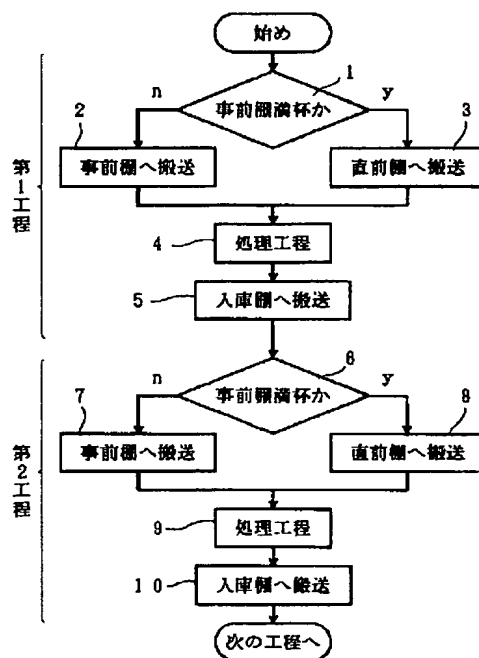 始め
1
事前棚満杯か
n
y
2
事前棚へ搬送
3
直前棚へ搬送
第1工程
4
処理工程
5
入庫棚へ搬送
6
事前棚満杯か
n
y
7
事前棚へ搬送
8
直前棚へ搬送
第2工程
9
処理工程
10
入庫棚へ搬送
次の工程へ